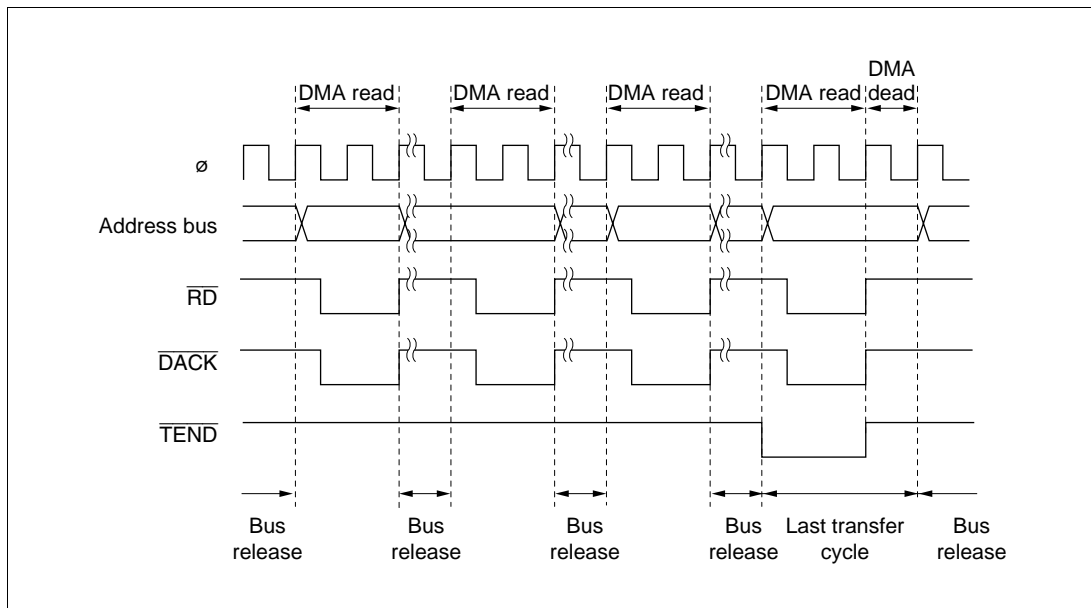 DMA
DMA read DMA read DMA read DMA read dead
ø
Address bus
RD
DACK
TEND
Bus Bus Bus Bus Last transfer Bus
release release release release cycle release